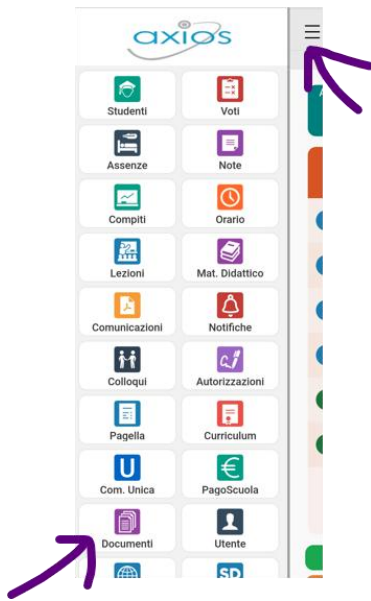 axios
Studenti Voti
Assenze Note
Compiti Orario
Lezioni Mat. Didattico
Comunicazioni Notifiche
Colloqui Autorizzazioni
Pagella Curriculum
U
Com. Unica PagoScuola
Documenti Utente
SD